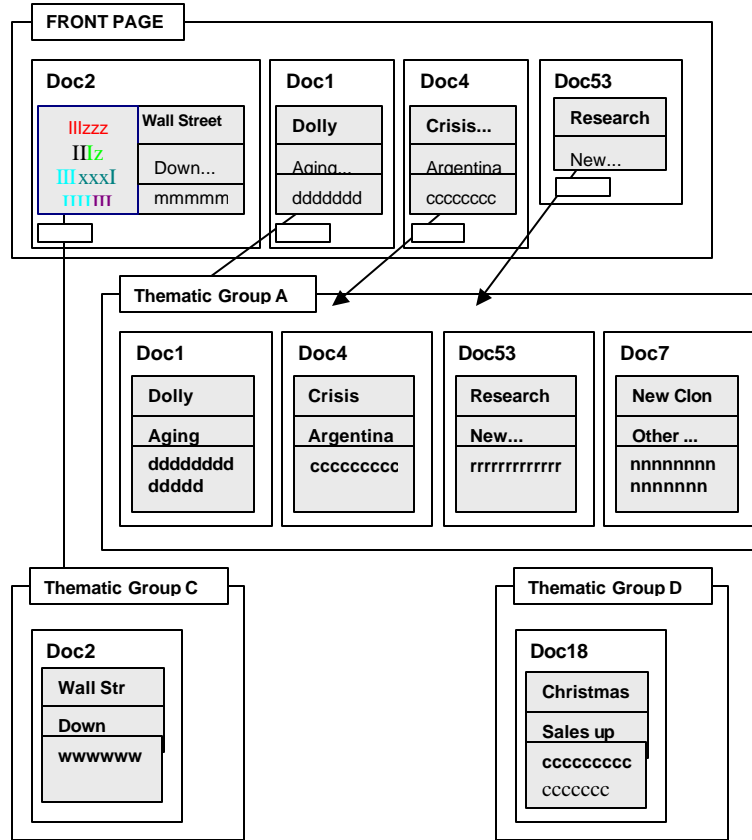 FRONT PAGE
Doc2
IIIzzz
IIIz
IIIxxxI
IIIIIII
Wall Street
Down...
mmmmm
Doc1
Dolly
Aging...
ddddddd
Doc4
Crisis...
Argentina
cccccccc
Doc53
Research
New...
Thematic Group A
Doc1
Dolly
Aging
dddddddd
ddddd
Doc4
Crisis
Argentina
ccccccccc
Doc53
Research
New...
rrrrrrrrrrrrr
Doc7
New Clon
Other ...
nnnnnnnn
nnnnnnn
Thematic Group C
Doc2
Wall Str
Down
wwwwww
Thematic Group D
Doc18
Christmas
Sales up
ccccccccc
ccccccc